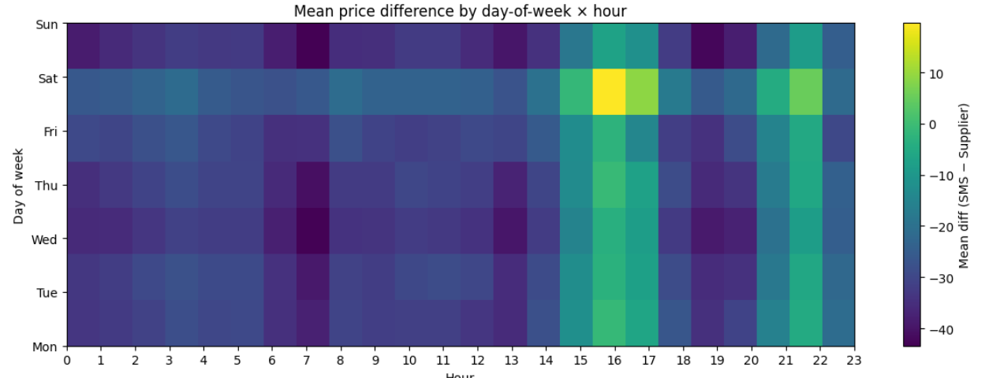 Mean price difference by day-of-week × hour
Sun
Sat
Fri
Thu
Wed
Tue
Mon
Day of week
0 1 2 3 4 5 6 7 8 9 10 11 12 13 14 15 16 17 18 19 20 21 22 23
Hour
10
0
−10
−20
−30
−40
Mean diff (SMS − Supplier)